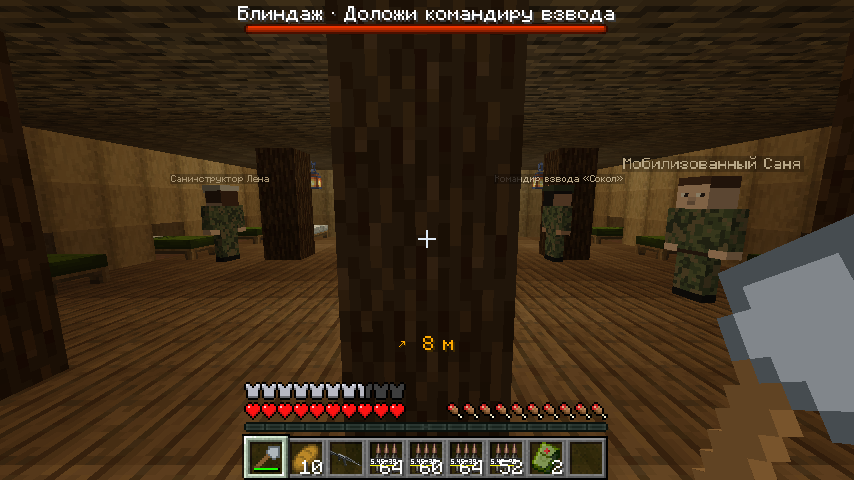 Блиндаж · Доложи командиру взвода
Мобилизованный Саня
Санинструктор Лена
Командир взвода «Сокол»
↗ 8 м
10
64
60
64
52
2